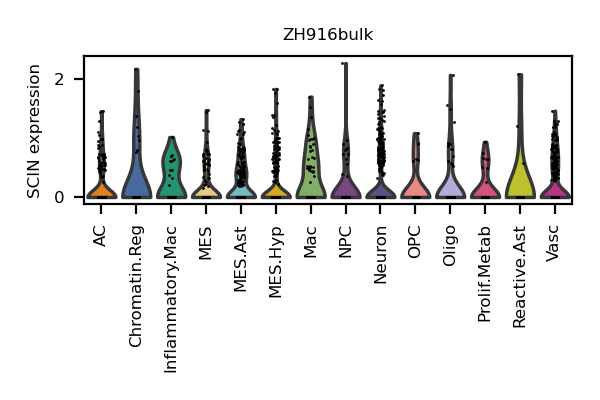 ZH916bulk
SCIN expression
2
0
AC
Chromatin.Reg
Inflammatory.Mac
MES
MES.Ast
MES.Hyp
Mac
NPC
Neuron
OPC
Oligo
Prolif.Metab
Reactive.Ast
Vasc